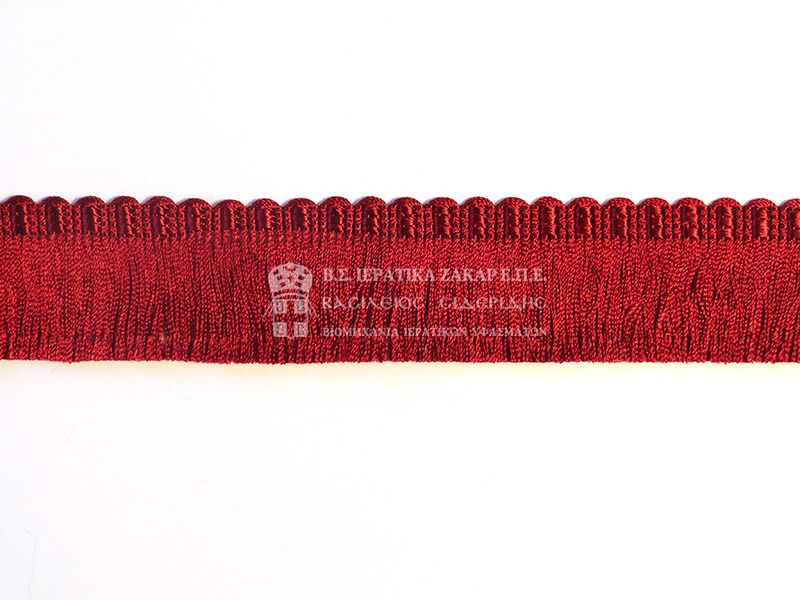 Β.Σ. ΙΕΡΑΤΙΚΑ ΖΑΚΑΡ Ε.Π.Ε.
ΒΑΣΙΛΕΙΟΣ ΣΙΔΕΡΙΔΗΣ
ΒΙΟΜΗΧΑΝΙΑ ΙΕΡΑΤΙΚΩΝ ΥΦΑΣΜΑΤΩΝ